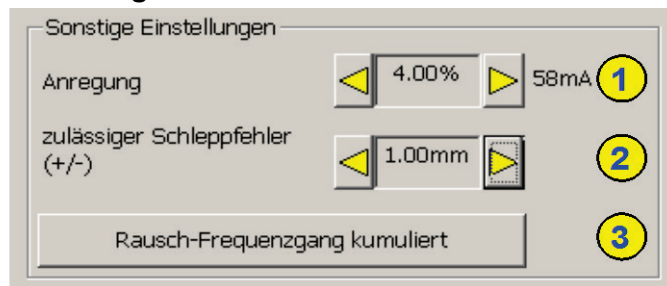 Sonstige Einstellungen
Anregung 4.00% 58mA 1
zulässiger Schleppfehler
(+/-) 1.00mm 2
Rausch-Frequenzgang kumuliert 3